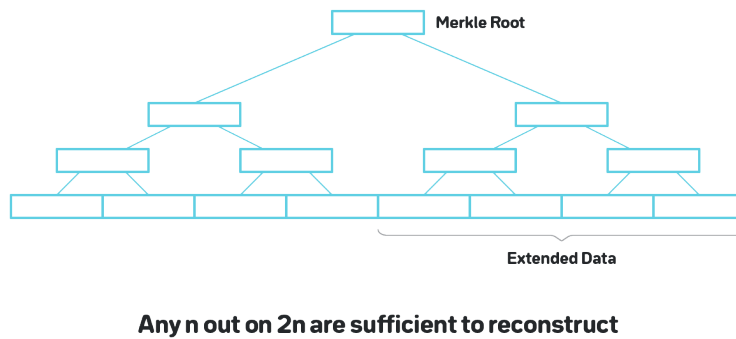 Merkle Root
Extended Data
Any n out on 2n are sufficient to reconstruct